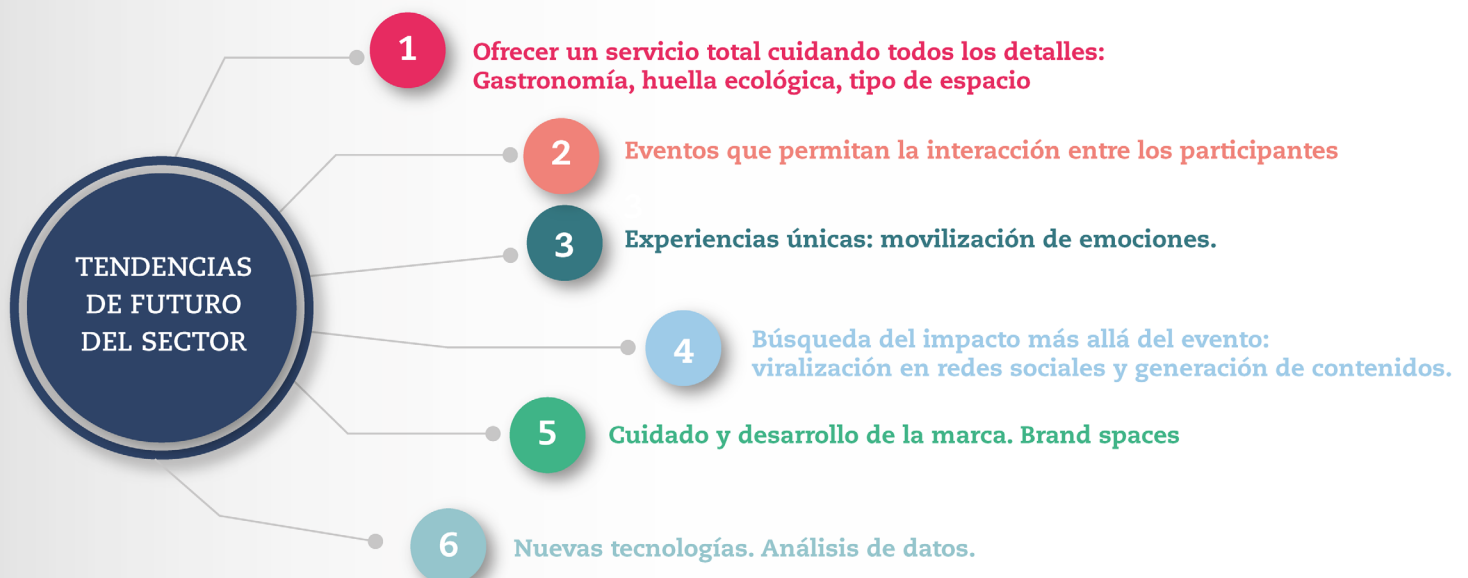 TENDENCIAS
DE FUTURO
DEL SECTOR
1
Ofrecer un servicio total cuidando todos los detalles:
Gastronomía, huella ecológica, tipo de espacio
2
Eventos que permitan la interacción entre los participantes
3
3
Experiencias únicas: movilización de emociones.
4
Búsqueda del impacto más allá del evento:
viralización en redes sociales y generación de contenidos.
5
Cuidado y desarrollo de la marca. Brand spaces
6
Nuevas tecnologías. Análisis de datos.